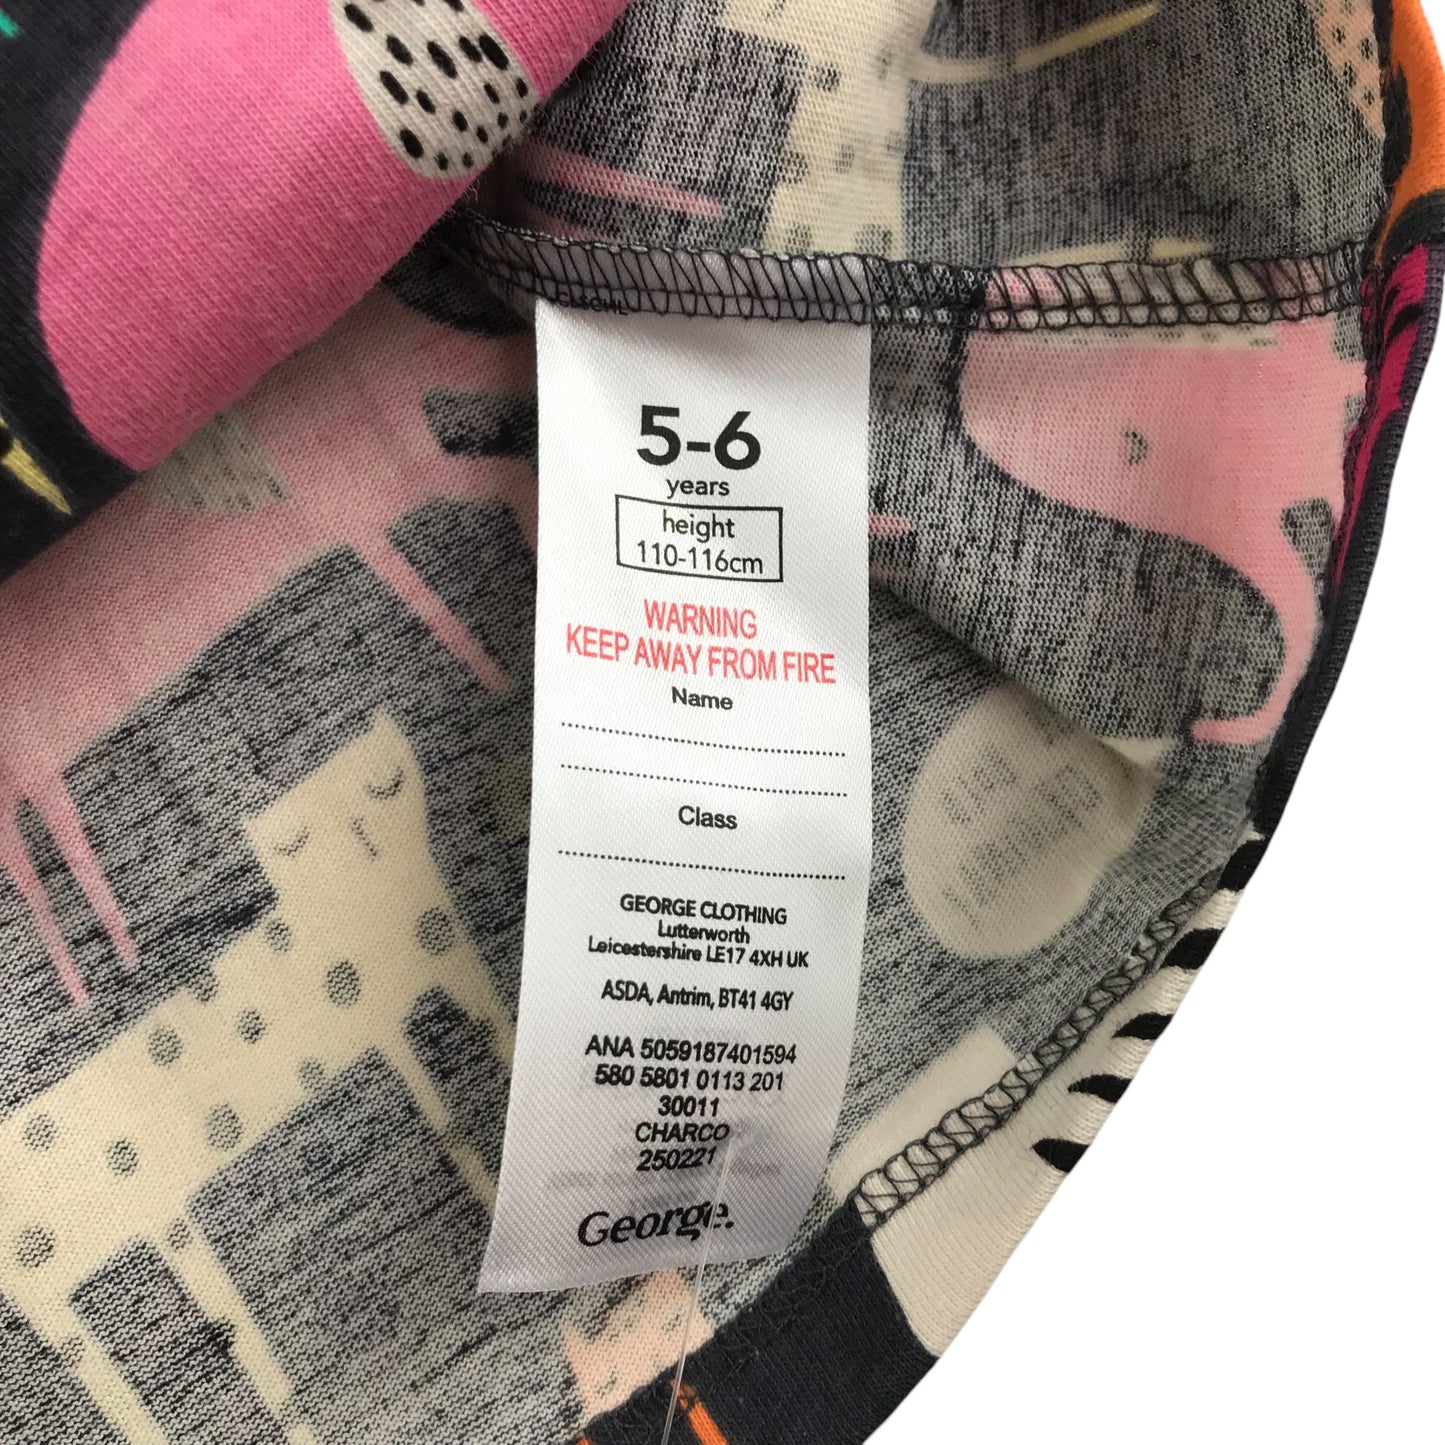 5-6
years
height
110-116cm
WARNING
KEEP AWAY FROM FIRE
Name
Class
GEORGE CLOTHING
Lutterworth
Leicestershire LE17 4XH UK
ASDA, Antrim, BT41 4GY
ANA 5059187401594
580 5801 0113 201
30011
CHARCO
250221
George.